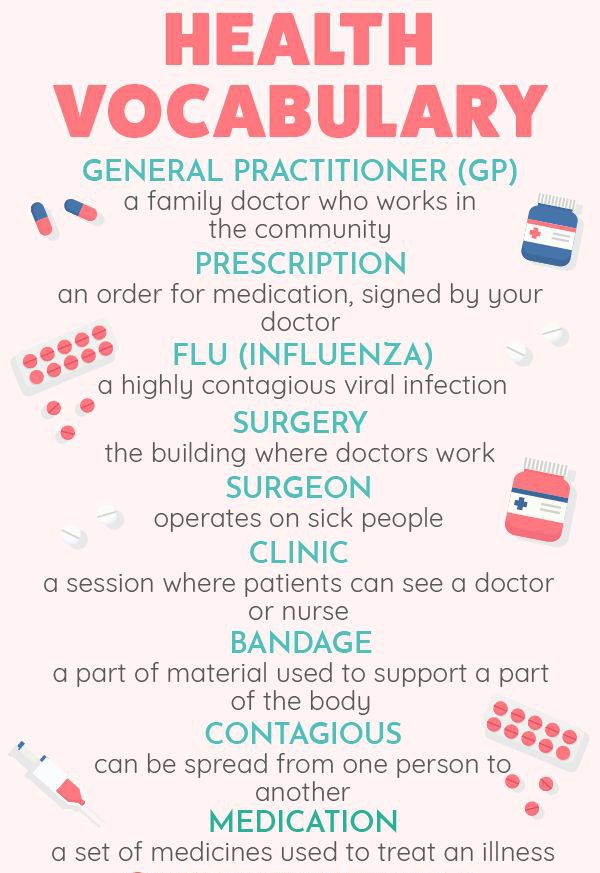 HEALTH
VOCABULARY
GENERAL PRACTITIONER (GP)
a family doctor who works in
the community
PRESCRIPTION
an order for medication, signed by your
doctor
FLU (INFLUENZA)
a highly contagious viral infection
SURGERY
the building where doctors work
SURGEON
operates on sick people
CLINIC
a session where patients can see a doctor
or nurse
BANDAGE
a part of material used to support a part
of the body
CONTAGIOUS
can be spread from one person to
another
MEDICATION
a set of medicines used to treat an illness